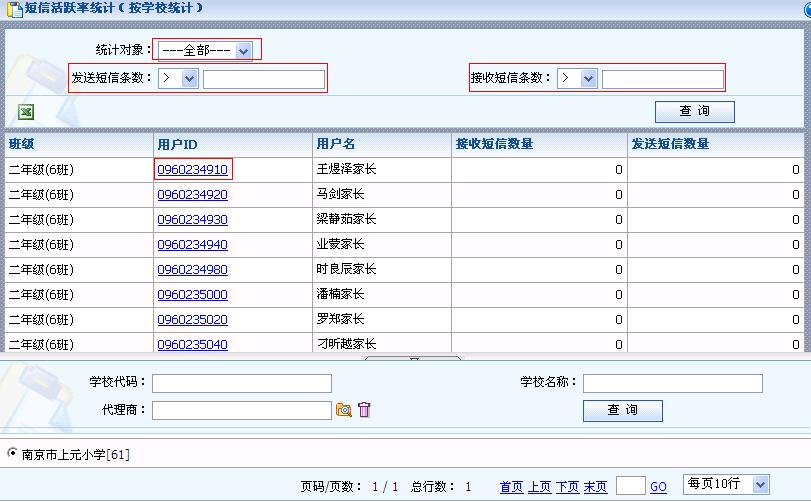 短信活跃率统计（按学校统计）
统计对象： ---全部---
发送短信条数： > 接收短信条数： >
查 询
班级 用户ID 用户名 接收短信数量 发送短信数量
二年级(6班) 0960234910 王煜泽家长 0 0
二年级(6班) 0960234920 马剑家长 0 0
二年级(6班) 0960234930 梁静茹家长 0 0
二年级(6班) 0960234940 业蒙家长 0 0
二年级(6班) 0960234980 时良辰家长 0 0
二年级(6班) 0960235000 潘楠家长 0 0
二年级(6班) 0960235020 罗郑家长 0 0
二年级(6班) 0960235040 刁昕越家长 0 0
学校代码： 学校名称：
代理商： 查 询
南京市上元小学[61]
页码/页数： 1 / 1 总行数： 1 首页 上页 下页 末页 GO 每页10行